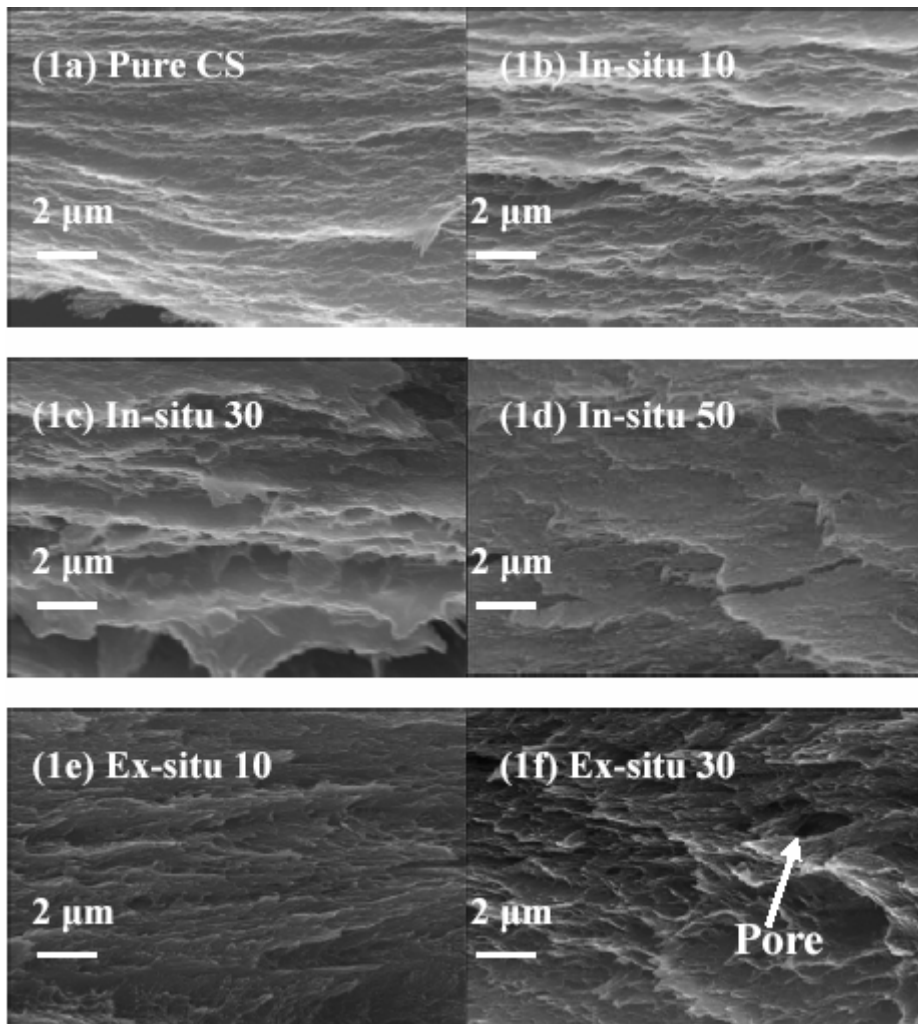 (1a) Pure CS
(1b) In-situ 10
2 μm
2 μm
(1c) In-situ 30
(1d) In-situ 50
2 μm
2 μm
(1e) Ex-situ 10
(1f) Ex-situ 30
2 μm
2 μm
Pore